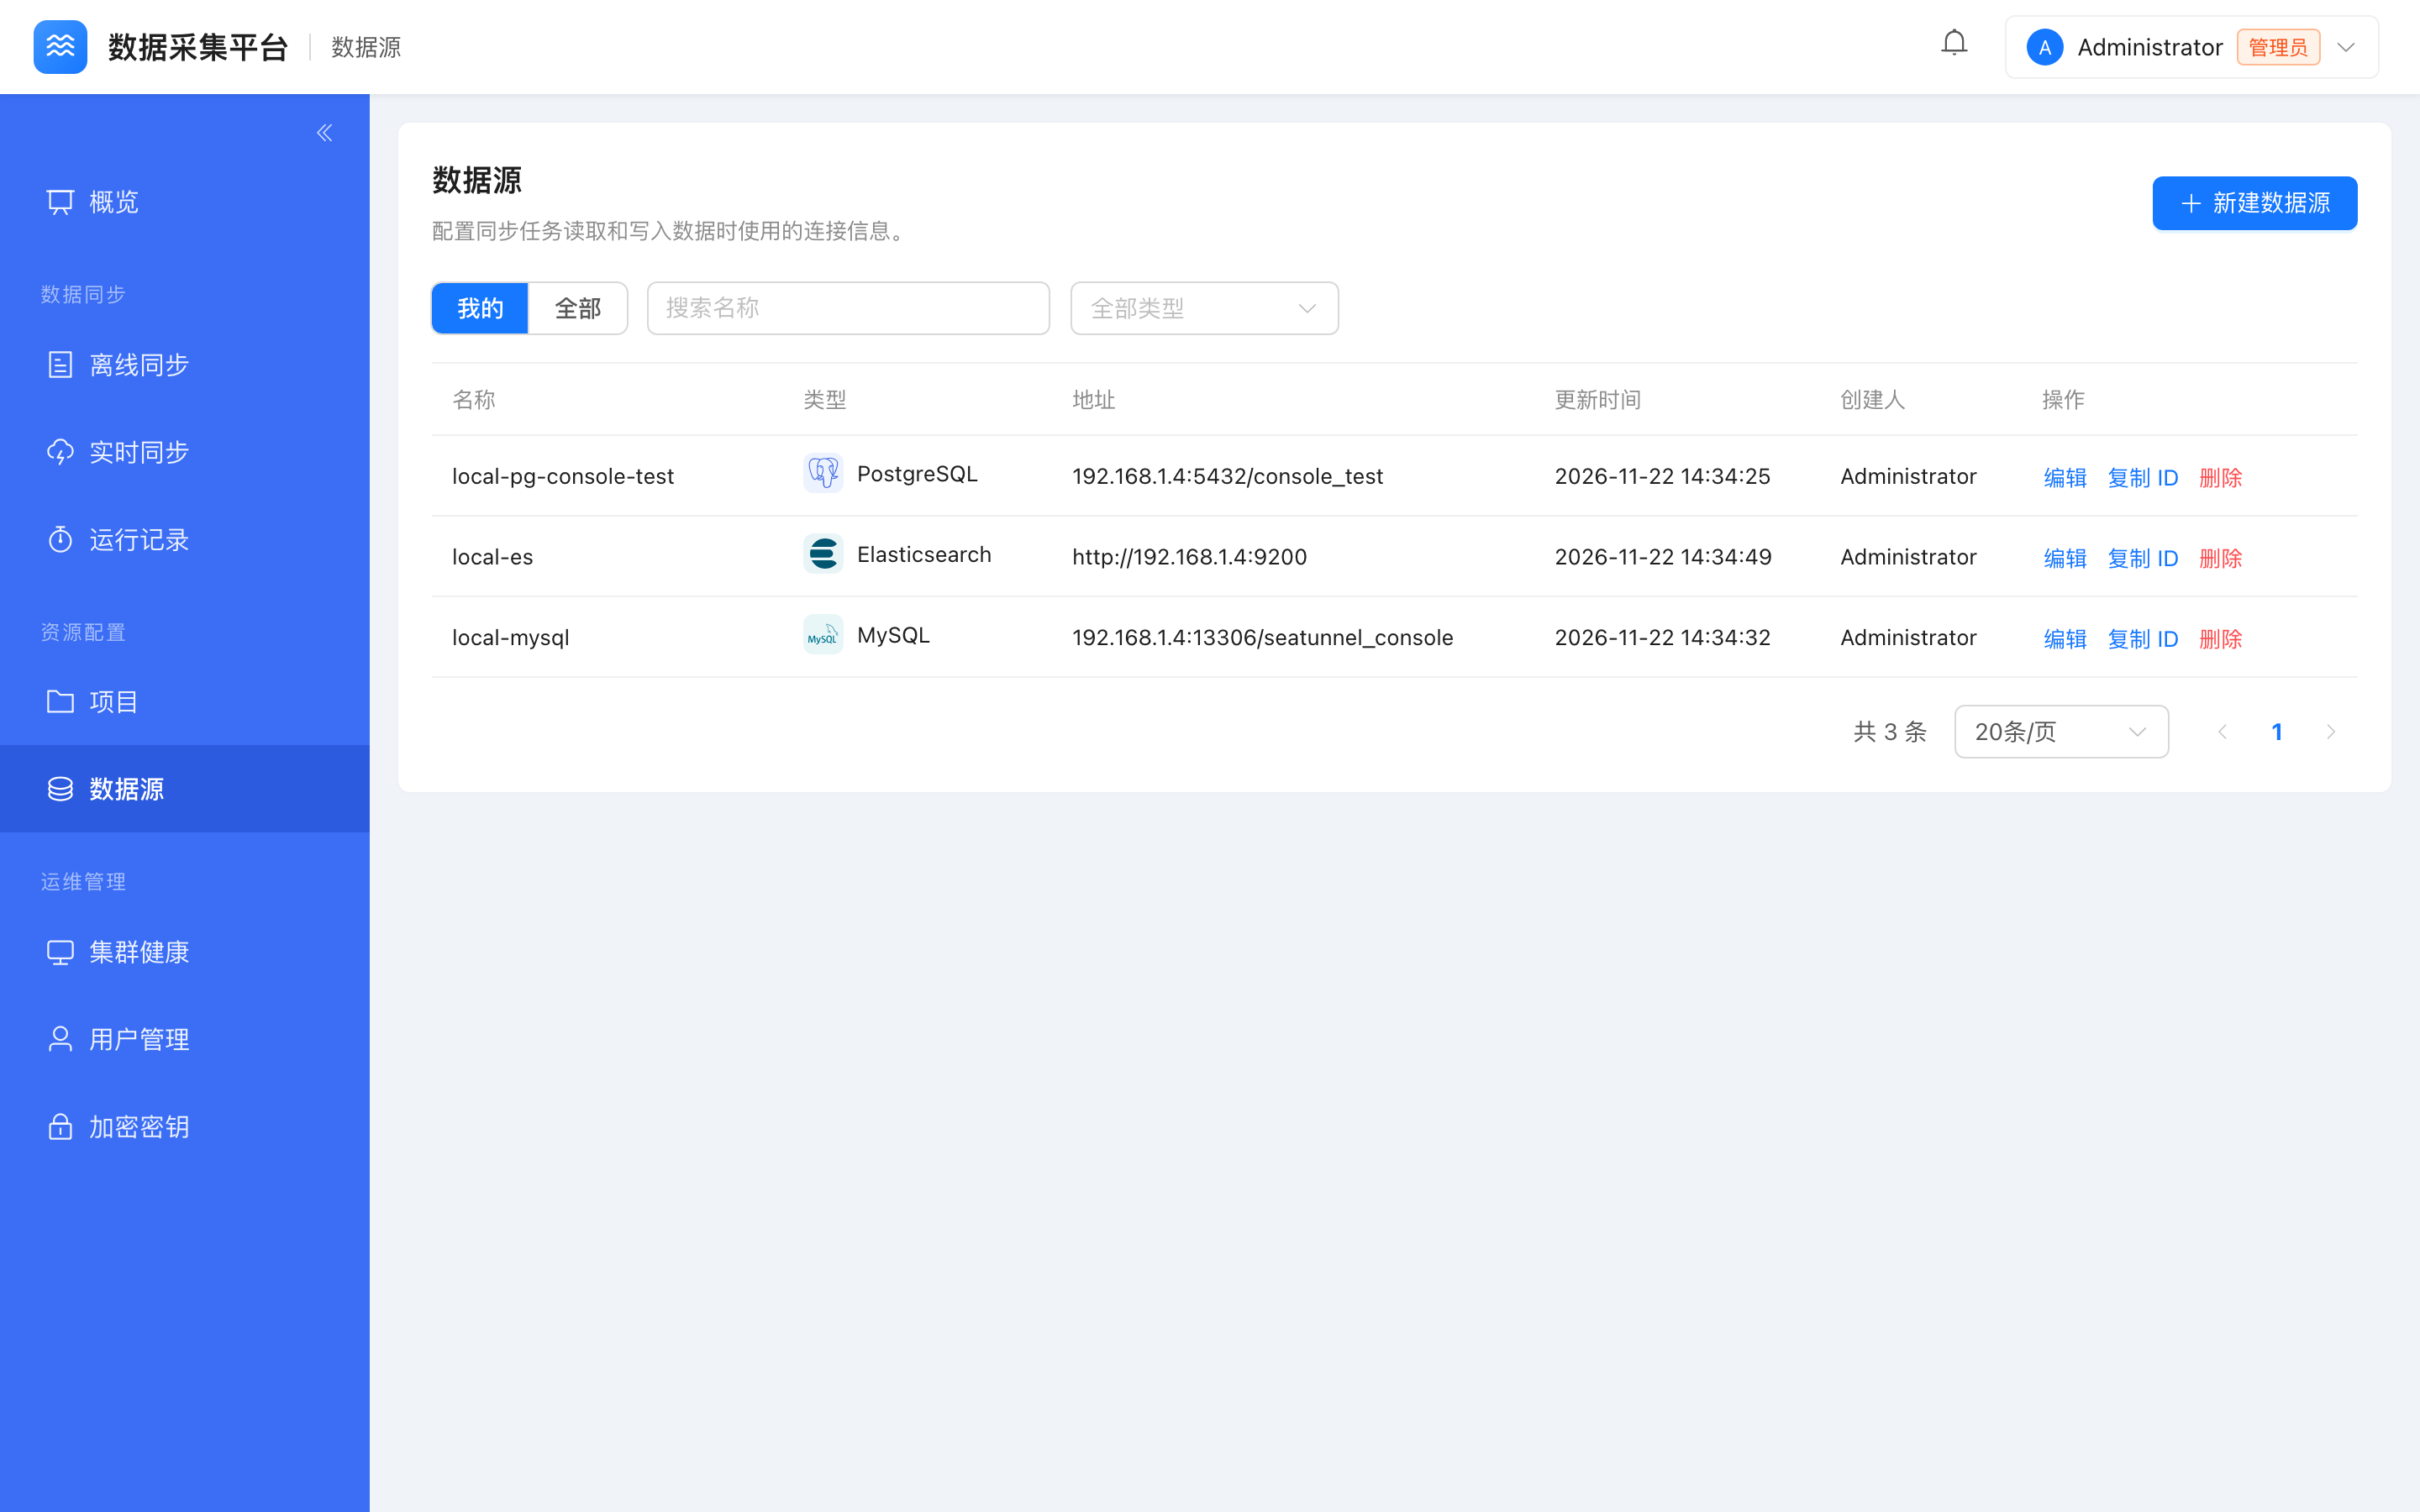 数据采集平台 数据源
A Administrator 管理员
概览
数据同步
离线同步
实时同步
运行记录
资源配置
项目
数据源
运维管理
集群健康
用户管理
加密密钥
数据源
配置同步任务读取和写入数据时使用的连接信息。
新建数据源
我的 全部 搜索名称 全部类型
名称 类型 地址 更新时间 创建人 操作
local-pg-console-test PostgreSQL 192.168.1.4:5432/console_test 2026-11-22 14:34:25 Administrator 编辑 复制 ID 删除
local-es Elasticsearch http://192.168.1.4:9200 2026-11-22 14:34:49 Administrator 编辑 复制 ID 删除
local-mysql MySQL MySQL 192.168.1.4:13306/seatunnel_console 2026-11-22 14:34:32 Administrator 编辑 复制 ID 删除
共 3 条 20条/页 1